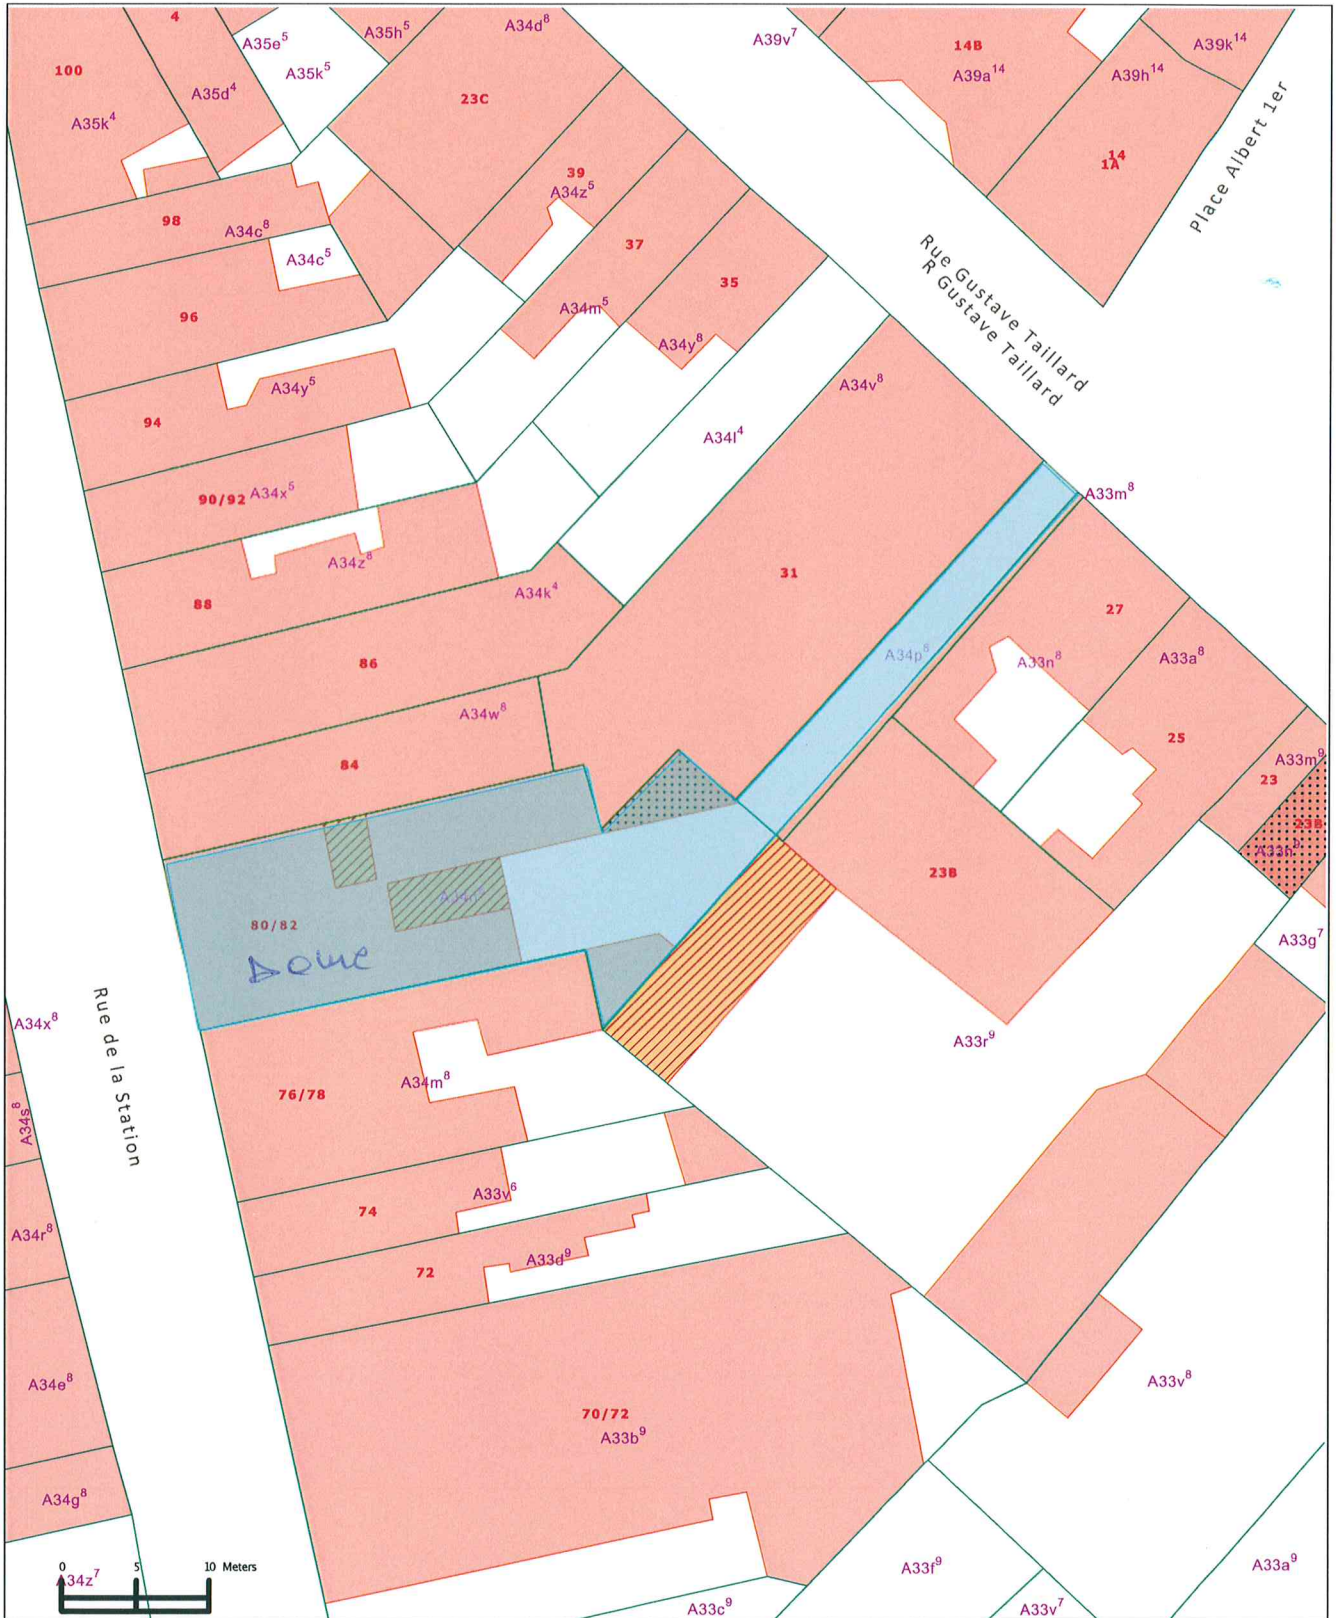 4
A35e⁵
A35h⁵
A34d⁸
A39v⁷
14B
A39a¹⁴
A39k¹⁴
A39h¹⁴
100
A35k⁴
A35d⁴
A35k⁵
23C
14
1A
Place Albert 1er
39
A34z⁵
98
A34c⁸
A34c⁵
37
35
Rue Gustave Taillard
R Gustave Taillard
96
A34m⁵
A34y⁸
A34y⁵
94
A34v⁸
A34l⁴
90/92
A34x⁵
A33m⁸
A34z⁸
88
A34k⁴
31
27
86
A34p⁸
A33n⁸
A33a⁸
A34w⁸
84
25
A33m⁹
23
23B
80/82
Dome
A33g⁷
A34x⁸
Rue de la Station
A33r⁹
76/78
A34m⁸
A34s⁸
A33v⁶
74
A34r⁸
A33d⁹
72
A34e⁸
A33v⁸
70/72
A33b⁹
A34g⁸
0 5 10 Meters
A34z⁷
A33f⁹
A33a⁹
A33c⁹
A33v⁷